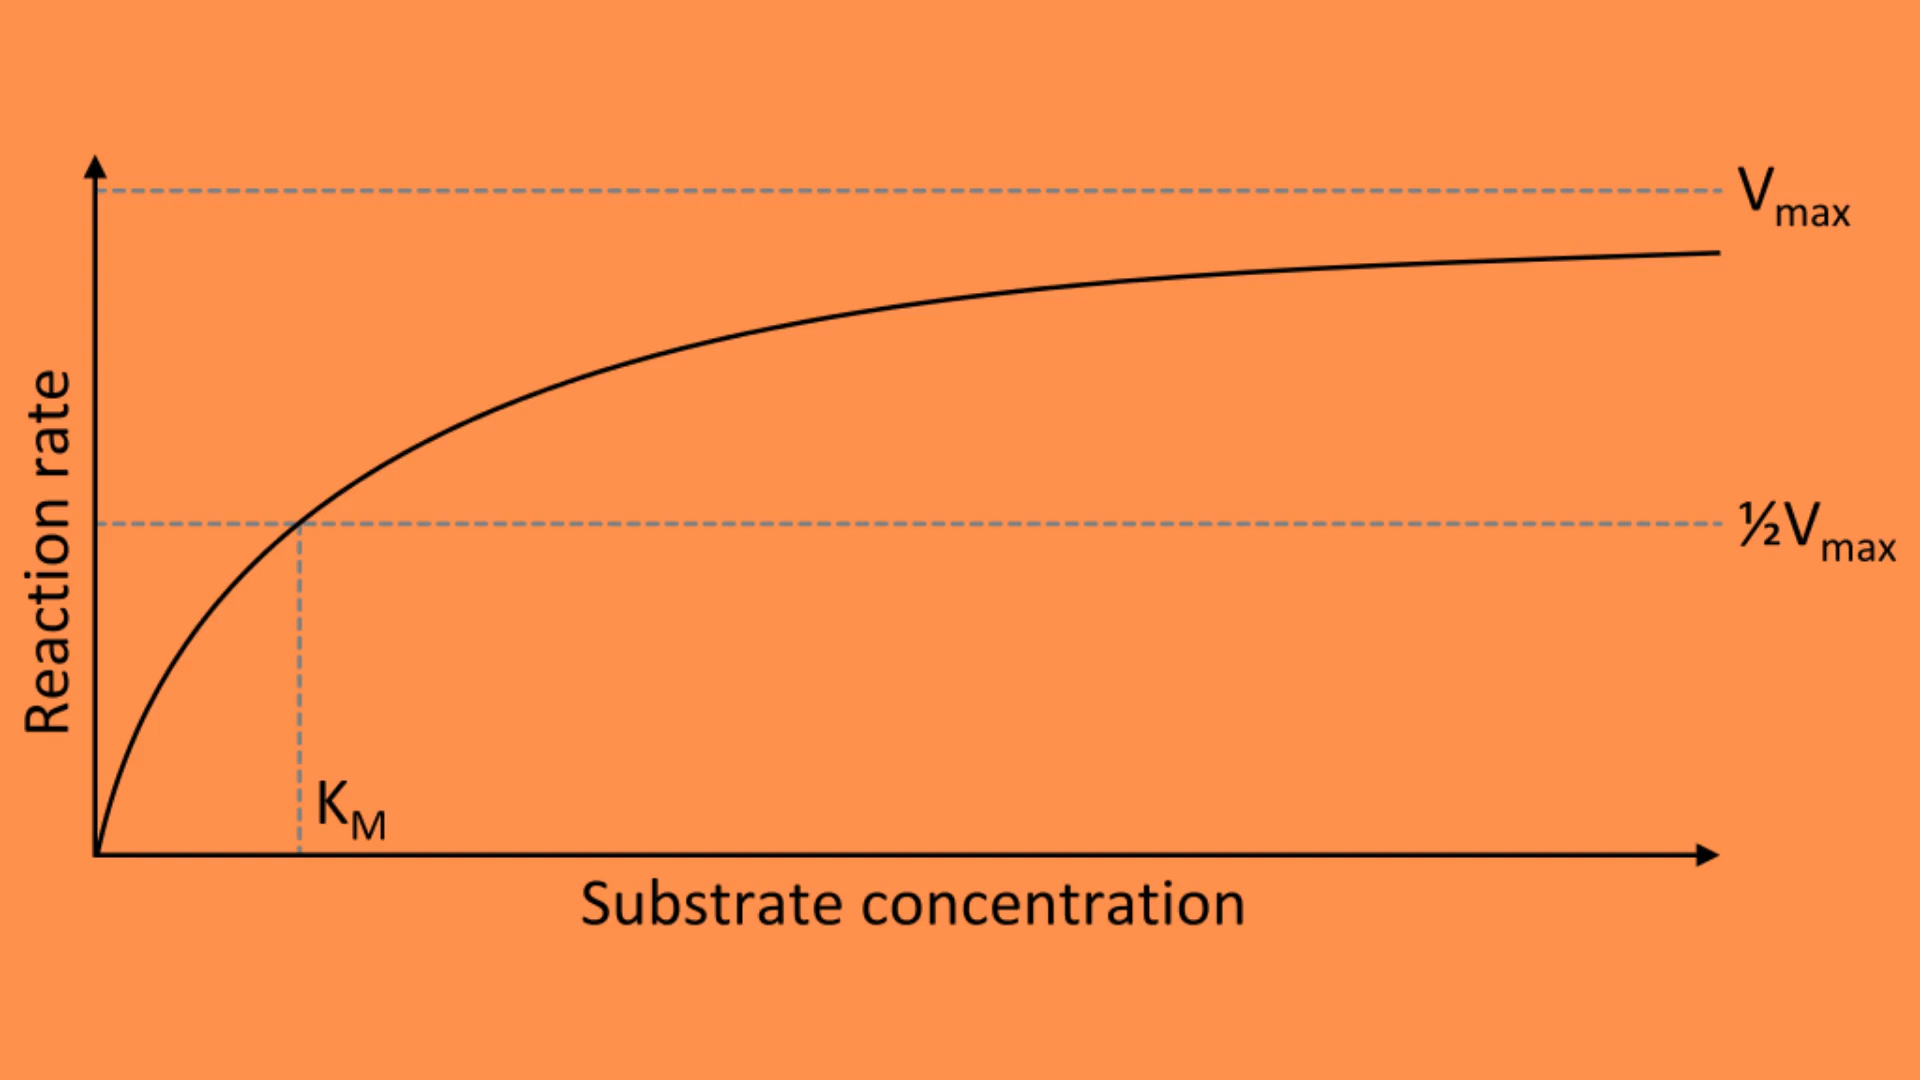 Vmax
Reaction rate
½Vmax
KM
Substrate concentration